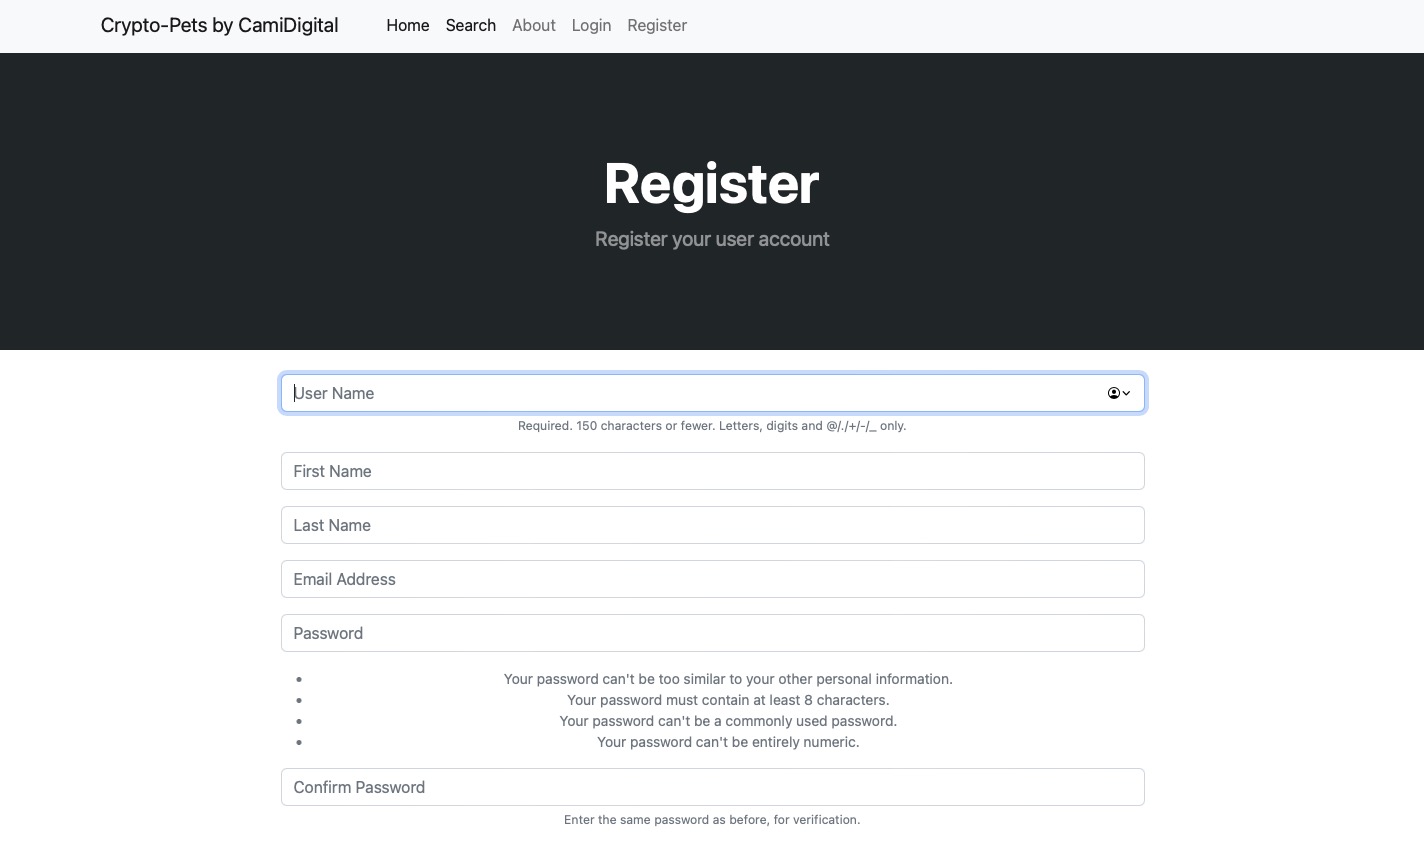 Crypto-Pets by CamiDigital Home Search About Login Register
Register
Register your user account
User Name
Required. 150 characters or fewer. Letters, digits and @/./+/-/_ only.
First Name
Last Name
Email Address
Password
• Your password can't be too similar to your other personal information.
• Your password must contain at least 8 characters.
• Your password can't be a commonly used password.
• Your password can't be entirely numeric.
Confirm Password
Enter the same password as before, for verification.